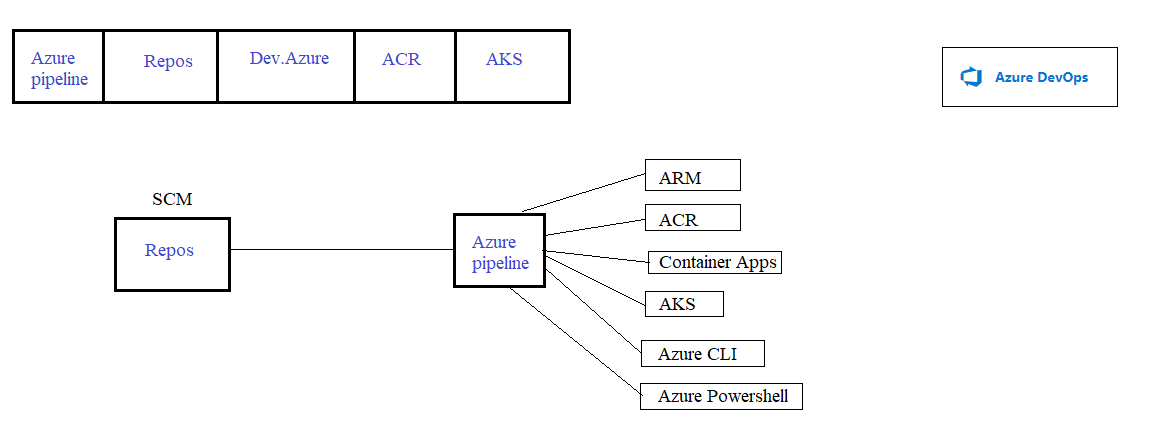 Azure
pipeline
Repos
Dev.Azure
ACR
AKS
Azure DevOps
SCM
Repos
Azure
pipeline
ARM
ACR
Container Apps
AKS
Azure CLI
Azure Powershell